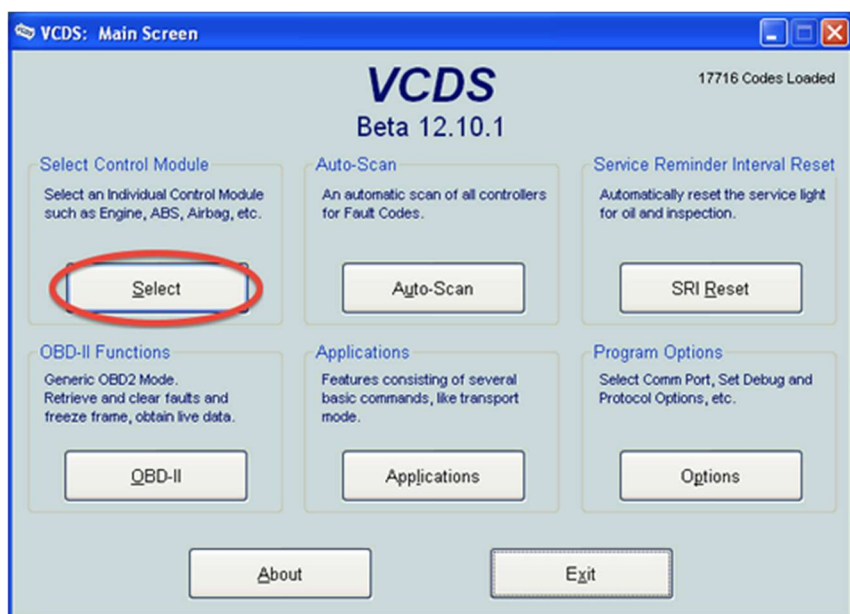 VCDS: Main Screen
VCDS
17716 Codes Loaded
Beta 12.10.1
Select Control Module
Select an Individual Control Module
such as Engine, ABS, Airbag, etc.
Select
Auto-Scan
An automatic scan of all controllers
for Fault Codes.
Auto-Scan
Service Reminder Interval Reset
Automatically reset the service light
for oil and inspection.
SRI Reset
OBD-II Functions
Generic OBD2 Mode.
Retrieve and clear faults and
freeze frame, obtain live data.
OBD-II
Applications
Features consisting of several
basic commands, like transport
mode.
Applications
Program Options
Select Comm Port, Set Debug and
Protocol Options, etc.
Options
About
Exit